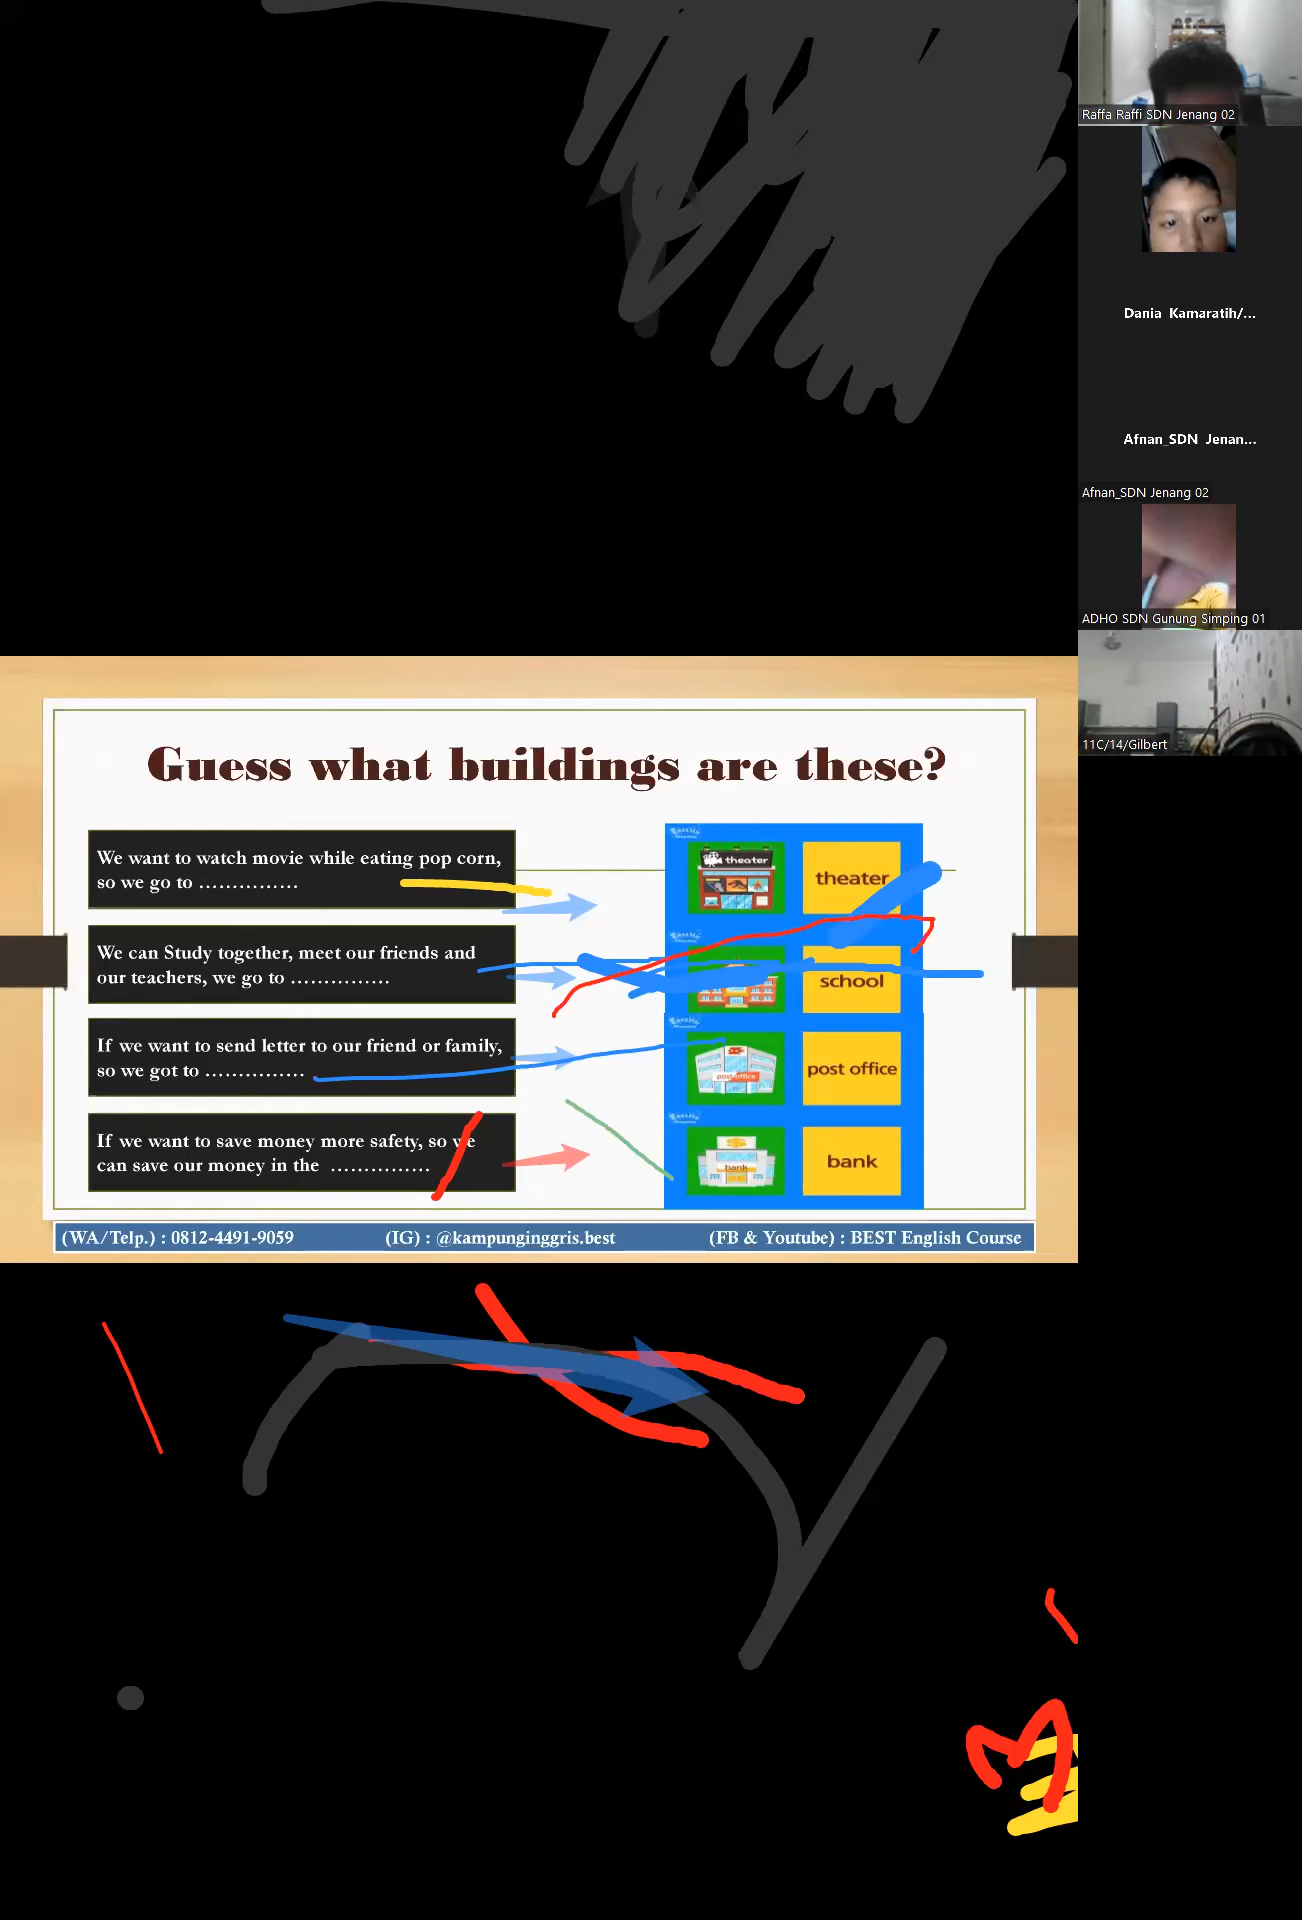 Raffa Raffi SDN Jenang 02
Dania Kamaratih/...
Afnan_SDN Jenan...
Afnan_SDN Jenang 02
ADHO SDN Gunung Simping 01
11C/14/Gilbert
Guess what buildings are these?
We want to watch movie while eating pop corn,
so we go to ...............
We can Study together, meet our friends and
our teachers, we go to ...............
If we want to send letter to our friend or family,
so we got to ...............
If we want to save money more safety, so we
can save our money in the ...............
theater
theater
school
post office
post office
bank
bank
(WA/Telp.) : 0812-4491-9059
(IG) : @kampunginggris.best
(FB & Youtube) : BEST English Course